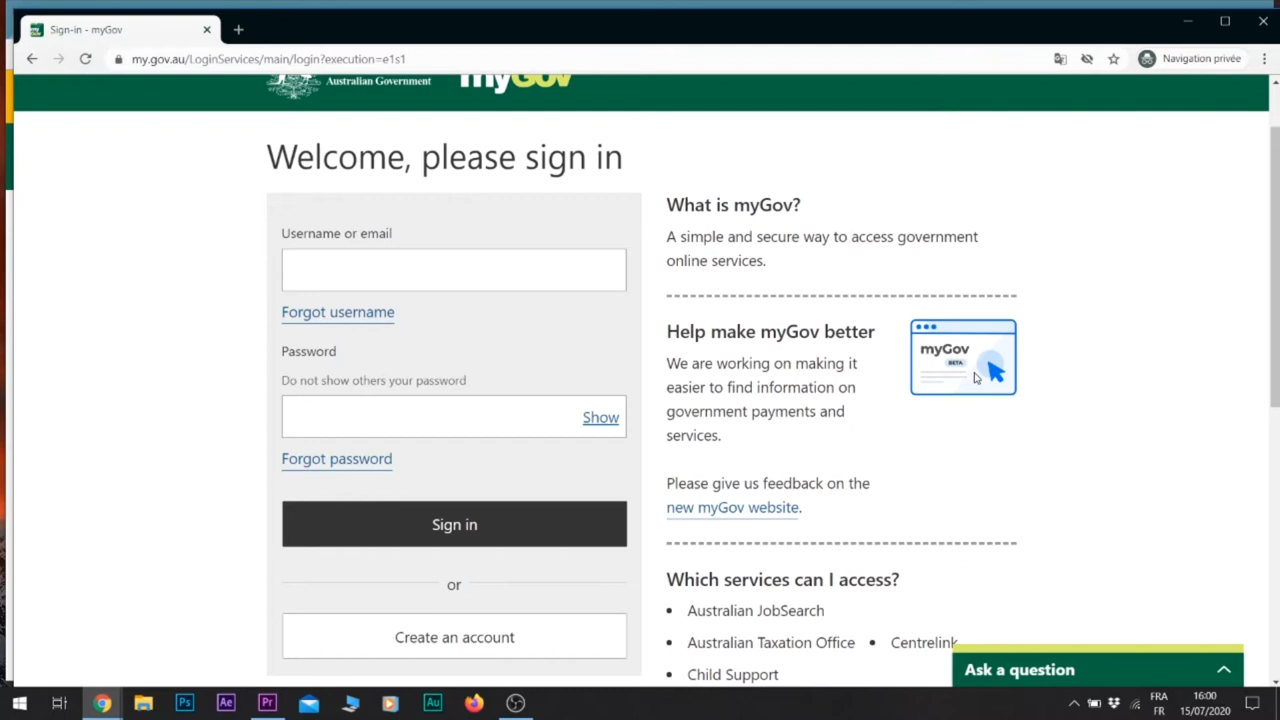 Sign-in - myGov
my.gov.au/LoginServices/main/login?execution=e1s1
Navigation privée
Australian Government
myGov
Welcome, please sign in
Username or email
Forgot username
Password
Do not show others your password
Show
Forgot password
Sign in
or
Create an account
What is myGov?
A simple and secure way to access government
online services.
Help make myGov better
We are working on making it
easier to find information on
government payments and
services.
myGov
BETA
Please give us feedback on the
new myGov website.
Which services can I access?
• Australian JobSearch
• Australian Taxation Office • Centrelink
• Child Support
Ask a question
Ps
Ae
Pr
Au
FRA
FR
16:00
15/07/2020